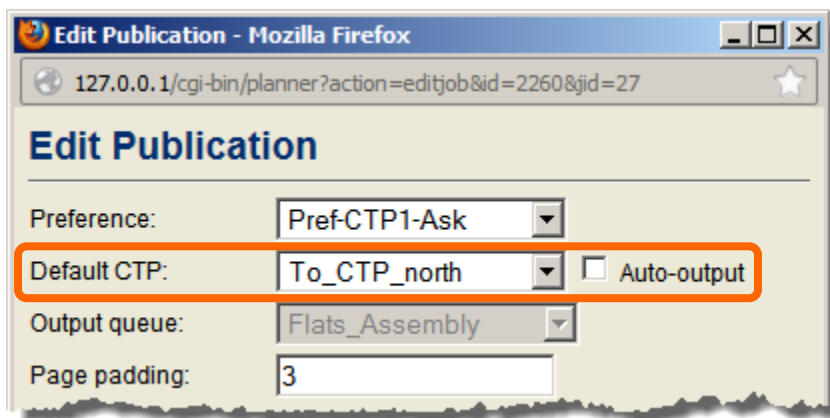 Edit Publication - Mozilla Firefox
127.0.0.1/cgi-bin/planner?action=editjob&id=2260&jid=27
Edit Publication
Preference: Pref-CTP1-Ask
Default CTP: To_CTP_north Auto-output
Output queue: Flats_Assembly
Page padding: 3